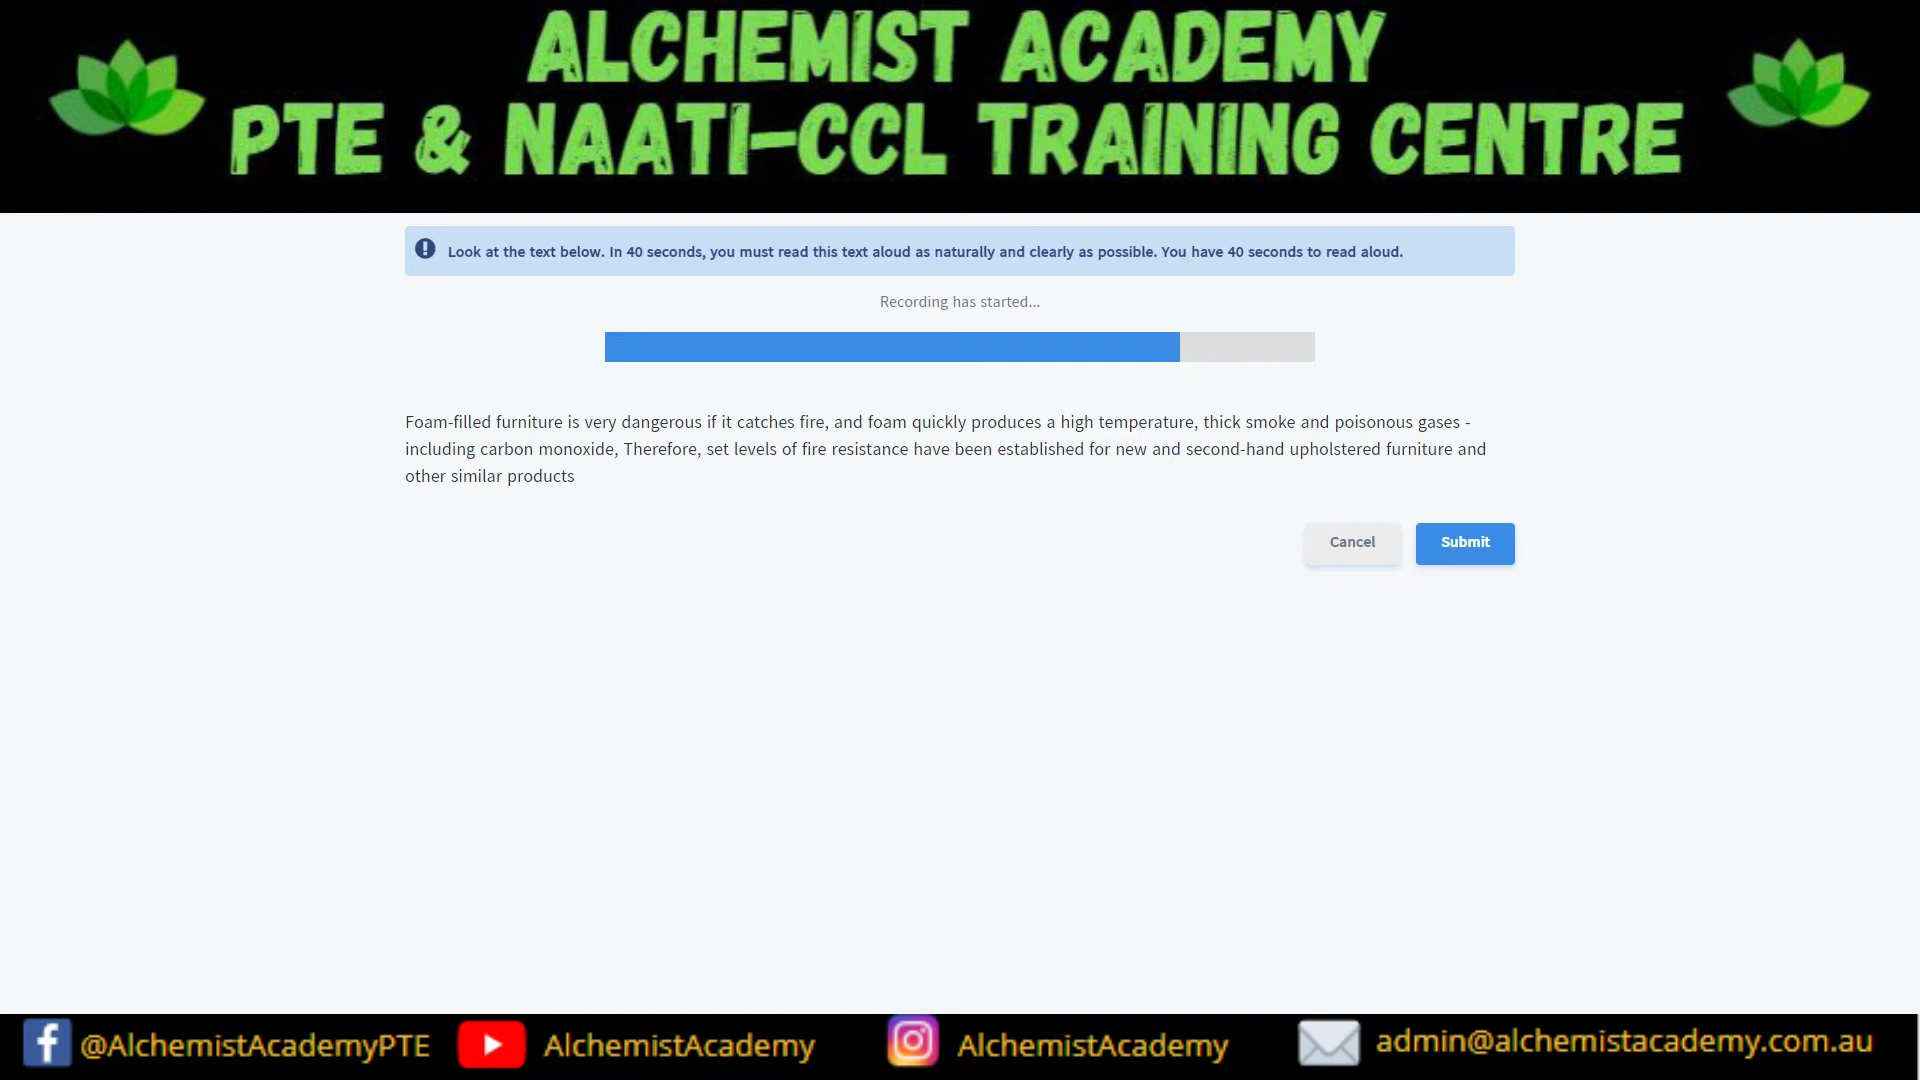 ALCHEMIST ACADEMY
PTE & NAATI-CCL TRAINING CENTRE
Look at the text below. In 40 seconds, you must read this text aloud as naturally and clearly as possible. You have 40 seconds to read aloud.
Recording has started...
Foam-filled furniture is very dangerous if it catches fire, and foam quickly produces a high temperature, thick smoke and poisonous gases -
including carbon monoxide, Therefore, set levels of fire resistance have been established for new and second-hand upholstered furniture and
other similar products
Cancel Submit
@AlchemistAcademyPTE AlchemistAcademy AlchemistAcademy admin@alchemistacademy.com.au